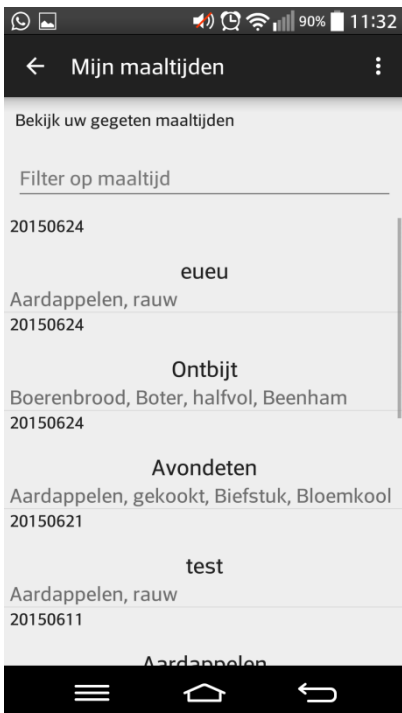 90% 11:32
Mijn maaltijden
Bekijk uw gegeten maaltijden
Filter op maaltijd
20150624
eueu
Aardappelen, rauw
20150624
Ontbijt
Boerenbrood, Boter, halfvol, Beenham
20150624
Avondeten
Aardappelen, gekookt, Biefstuk, Bloemkool
20150621
test
Aardappelen, rauw
20150611
Aardappelen